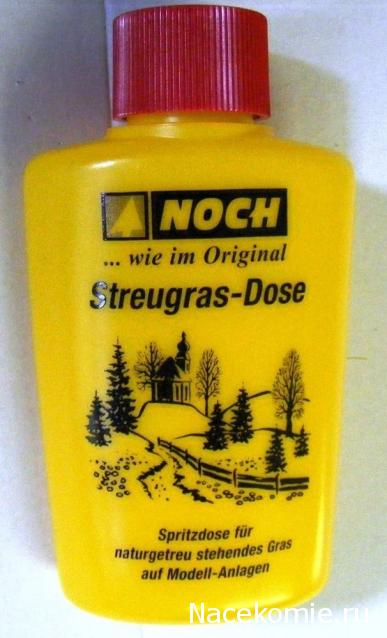 NOCH
... wie im Original
Streugras-Dose
Spritzdose für
naturgetreu stehendes Gras
auf Modell-Anlagen
Nacekomie.ru